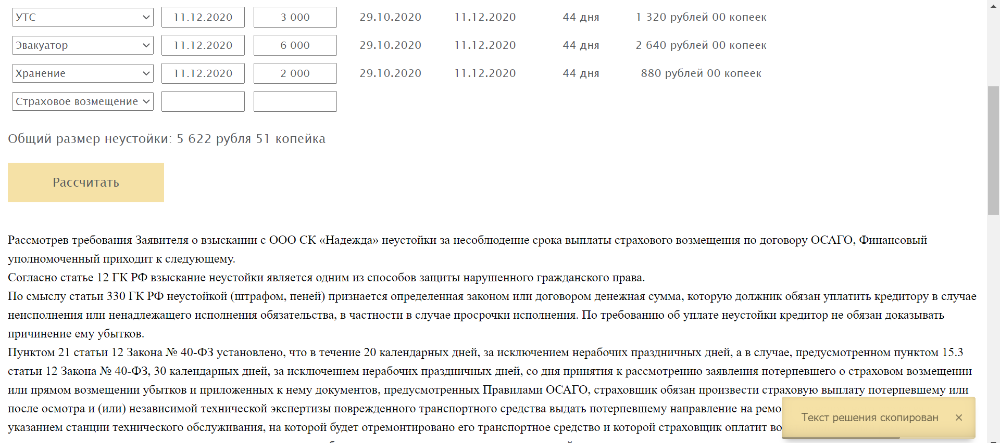 УТС 11.12.2020 3 000 29.10.2020 11.12.2020 44 дня 1 320 рублей 00 копеек
Эвакуатор 11.12.2020 6 000 29.10.2020 11.12.2020 44 дня 2 640 рублей 00 копеек
Хранение 11.12.2020 2 000 29.10.2020 11.12.2020 44 дня 880 рублей 00 копеек
Страховое возмещение
Общий размер неустойки: 5 622 рубля 51 копейка
Рассчитать
Рассмотрев требования Заявителя о взыскании с ООО СК «Надежда» неустойки за несоблюдение срока выплаты страхового возмещения по договору ОСАГО, Финансовый
уполномоченный приходит к следующему.
Согласно статье 12 ГК РФ взыскание неустойки является одним из способов защиты нарушенного гражданского права.
По смыслу статьи 330 ГК РФ неустойкой (штрафом, пеней) признается определенная законом или договором денежная сумма, которую должник обязан уплатить кредитору в случае
неисполнения или ненадлежащего исполнения обязательства, в частности в случае просрочки исполнения. По требованию об уплате неустойки кредитор не обязан доказывать
причинение ему убытков.
Пунктом 21 статьи 12 Закона № 40-ФЗ установлено, что в течение 20 календарных дней, за исключением нерабочих праздничных дней, а в случае, предусмотренном пунктом 15.3
статьи 12 Закона № 40-ФЗ, 30 календарных дней, за исключением нерабочих праздничных дней, со дня принятия к рассмотрению заявления потерпевшего о страховом возмещении
или прямом возмещении убытков и приложенных к нему документов, предусмотренных Правилами ОСАГО, страховщик обязан произвести страховую выплату потерпевшему или
после осмотра и (или) независимой технической экспертизы поврежденного транспортного средства выдать потерпевшему направление на ремо
указанием станции технического обслуживания, на которой будет отремонтировано его транспортное средство и которой страховщик оплатит во
Текст решения скопирован